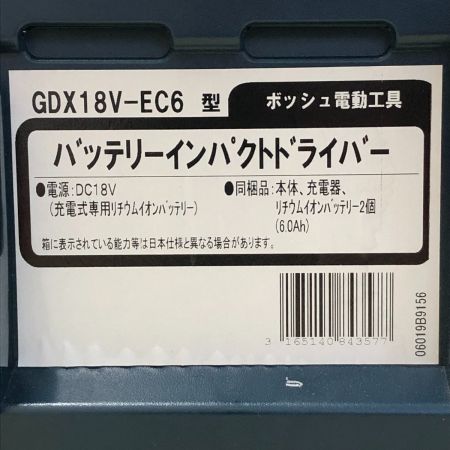 GDX18V-EC6 型 ボッシュ電動工具
バッテリーインパクトドライバー
●電源:DC18V
(充電式専用リチウムイオンバッテリー)
●同梱品:本体、充電器、
リチウムイオンバッテリー2個
(6.0Ah)
箱に表示されている能力等は日本仕様と異なる場合があります。
3 165140 843577
06019B9156